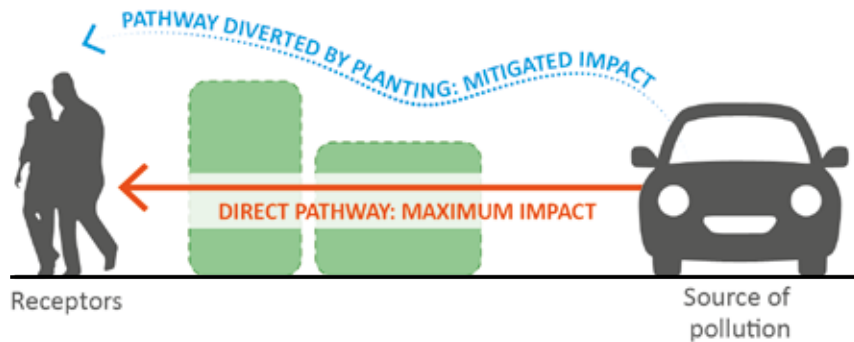 PATHWAY DIVERTED BY PLANTING: MITIGATED IMPACT
DIRECT PATHWAY: MAXIMUM IMPACT
Receptors
Source of
pollution